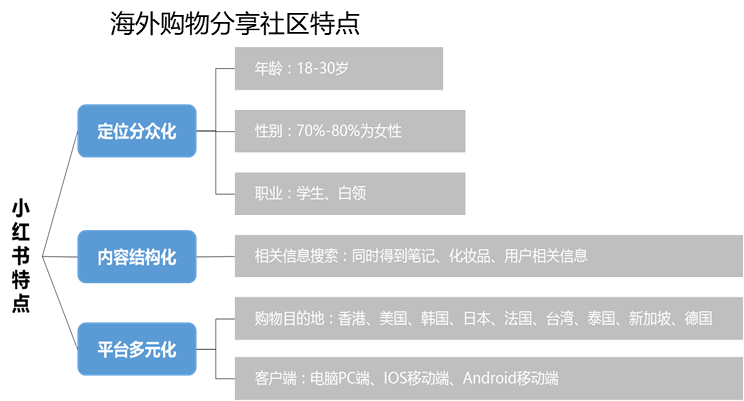 海外购物分享社区特点
小红书特点
定位分众化
年龄：18-30岁
性别：70%-80%为女性
职业：学生、白领
内容结构化
相关信息搜索：同时得到笔记、化妆品、用户相关信息
平台多元化
购物目的地：香港、美国、韩国、日本、法国、台湾、泰国、新加坡、德国
客户端：电脑PC端、IOS移动端、Android移动端